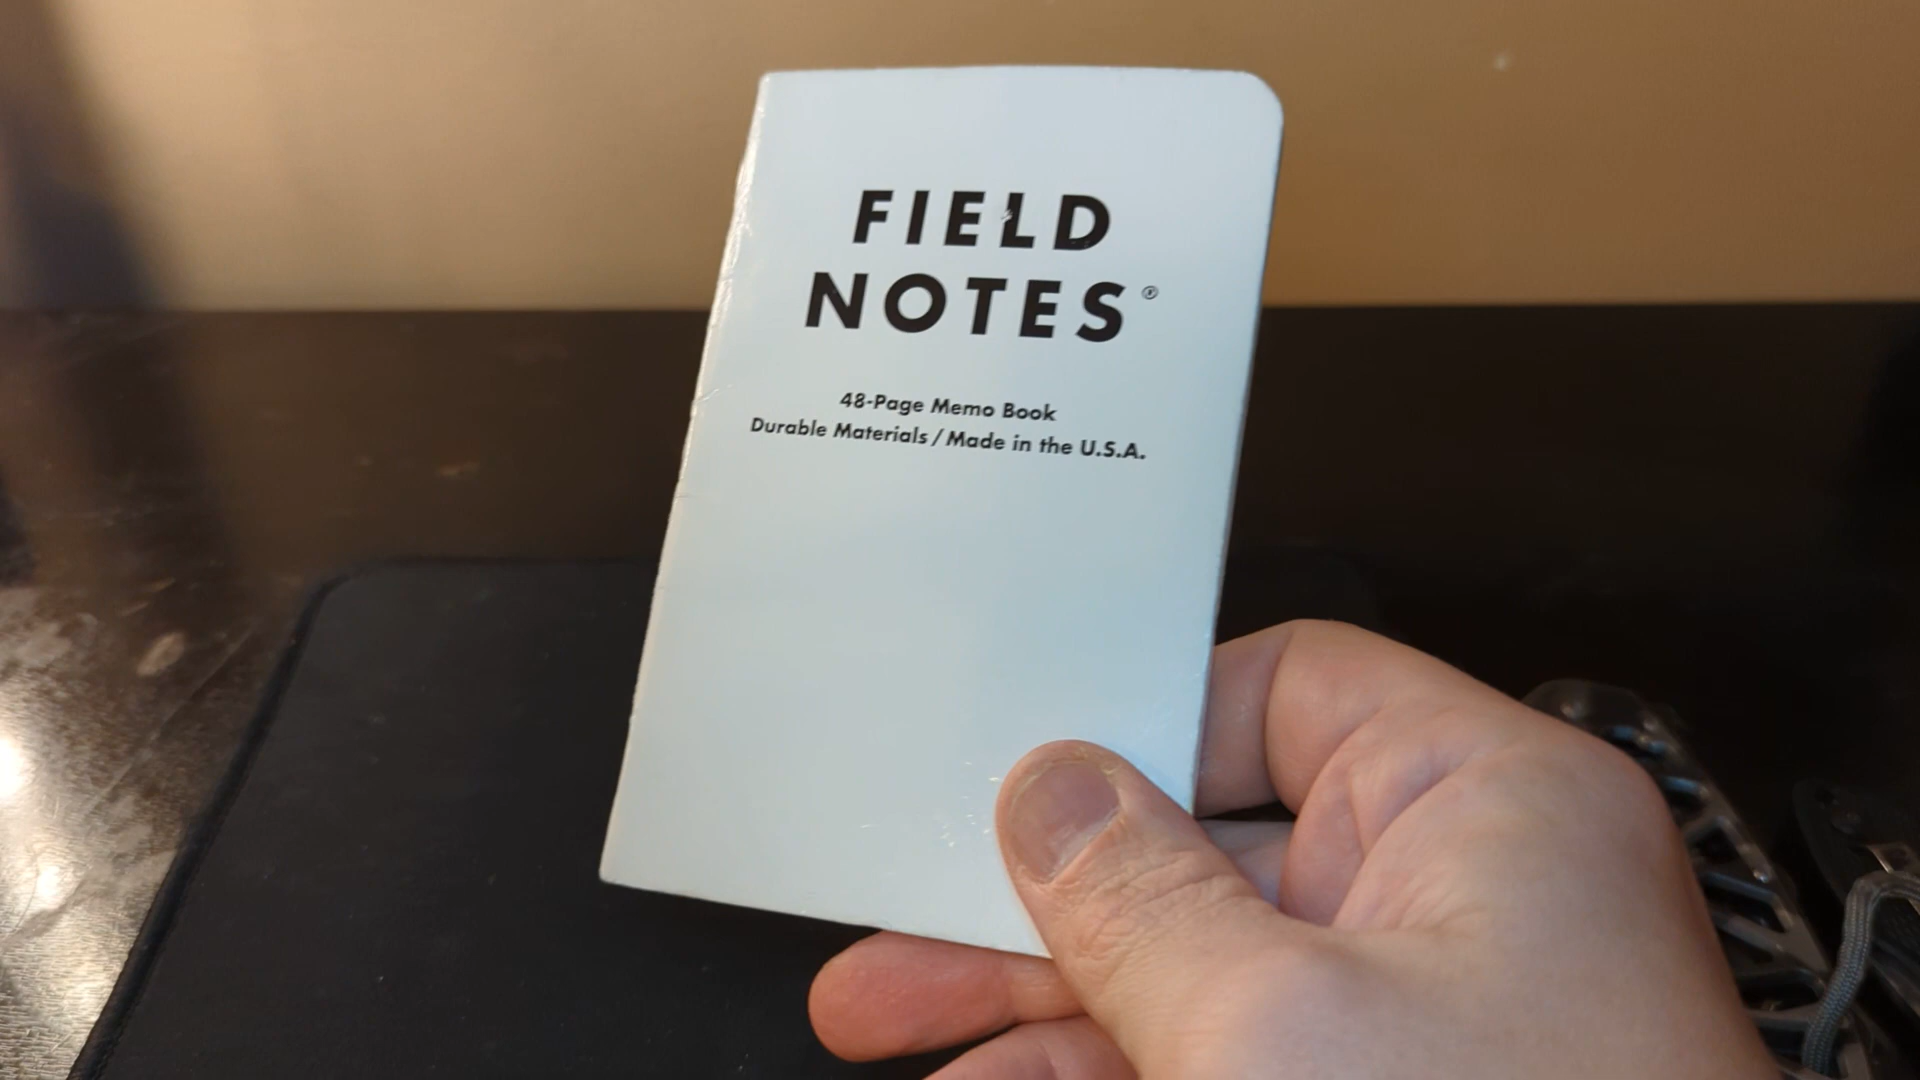 FIELD
NOTES®
48-Page Memo Book
Durable Materials / Made in the U.S.A.